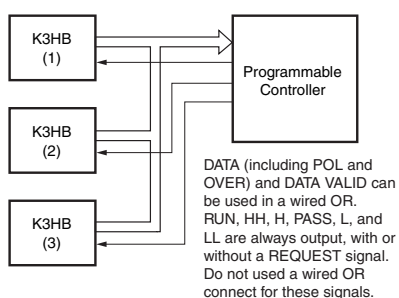 K3HB
(1)
Programmable
Controller
K3HB
(2)
K3HB
(3)
DATA (including POL and
OVER) and DATA VALID can
be used in a wired OR.
RUN, HH, H, PASS, L, and
LL are always output, with or
without a REQUEST signal.
Do not used a wired OR
connect for these signals.